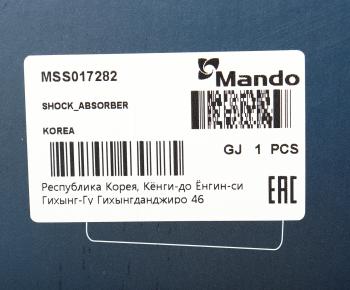 MSS017282
Mando
SHOCK_ABSORBER
KOREA
GJ 1 PCS
Республика Корея, Кёнги-до Ёнгин-си
Гихынг-Гу Гихынгданджиро 46
EAC